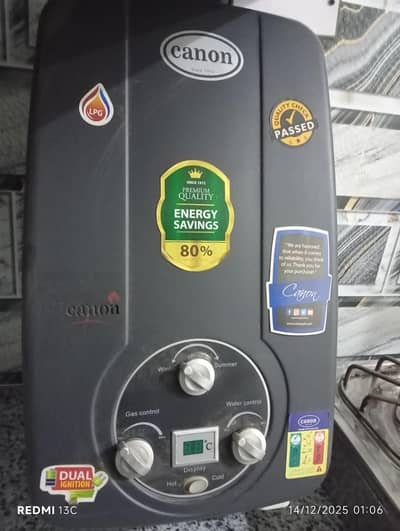 canon
LPG
QUALITY CHECK
PASSED
SINCE 1912
PREMIUM
QUALITY
ENERGY
SAVINGS
80%
"We are honored
that when it comes
to reliability, you think
of us. Thank you for
your purchase."
Canon
canon
Summer
Gas control
Water control
°C
Display
Hot
Cold
CANON
DUAL
IGNITION
REDMI 13C
14/12/2025 01:06